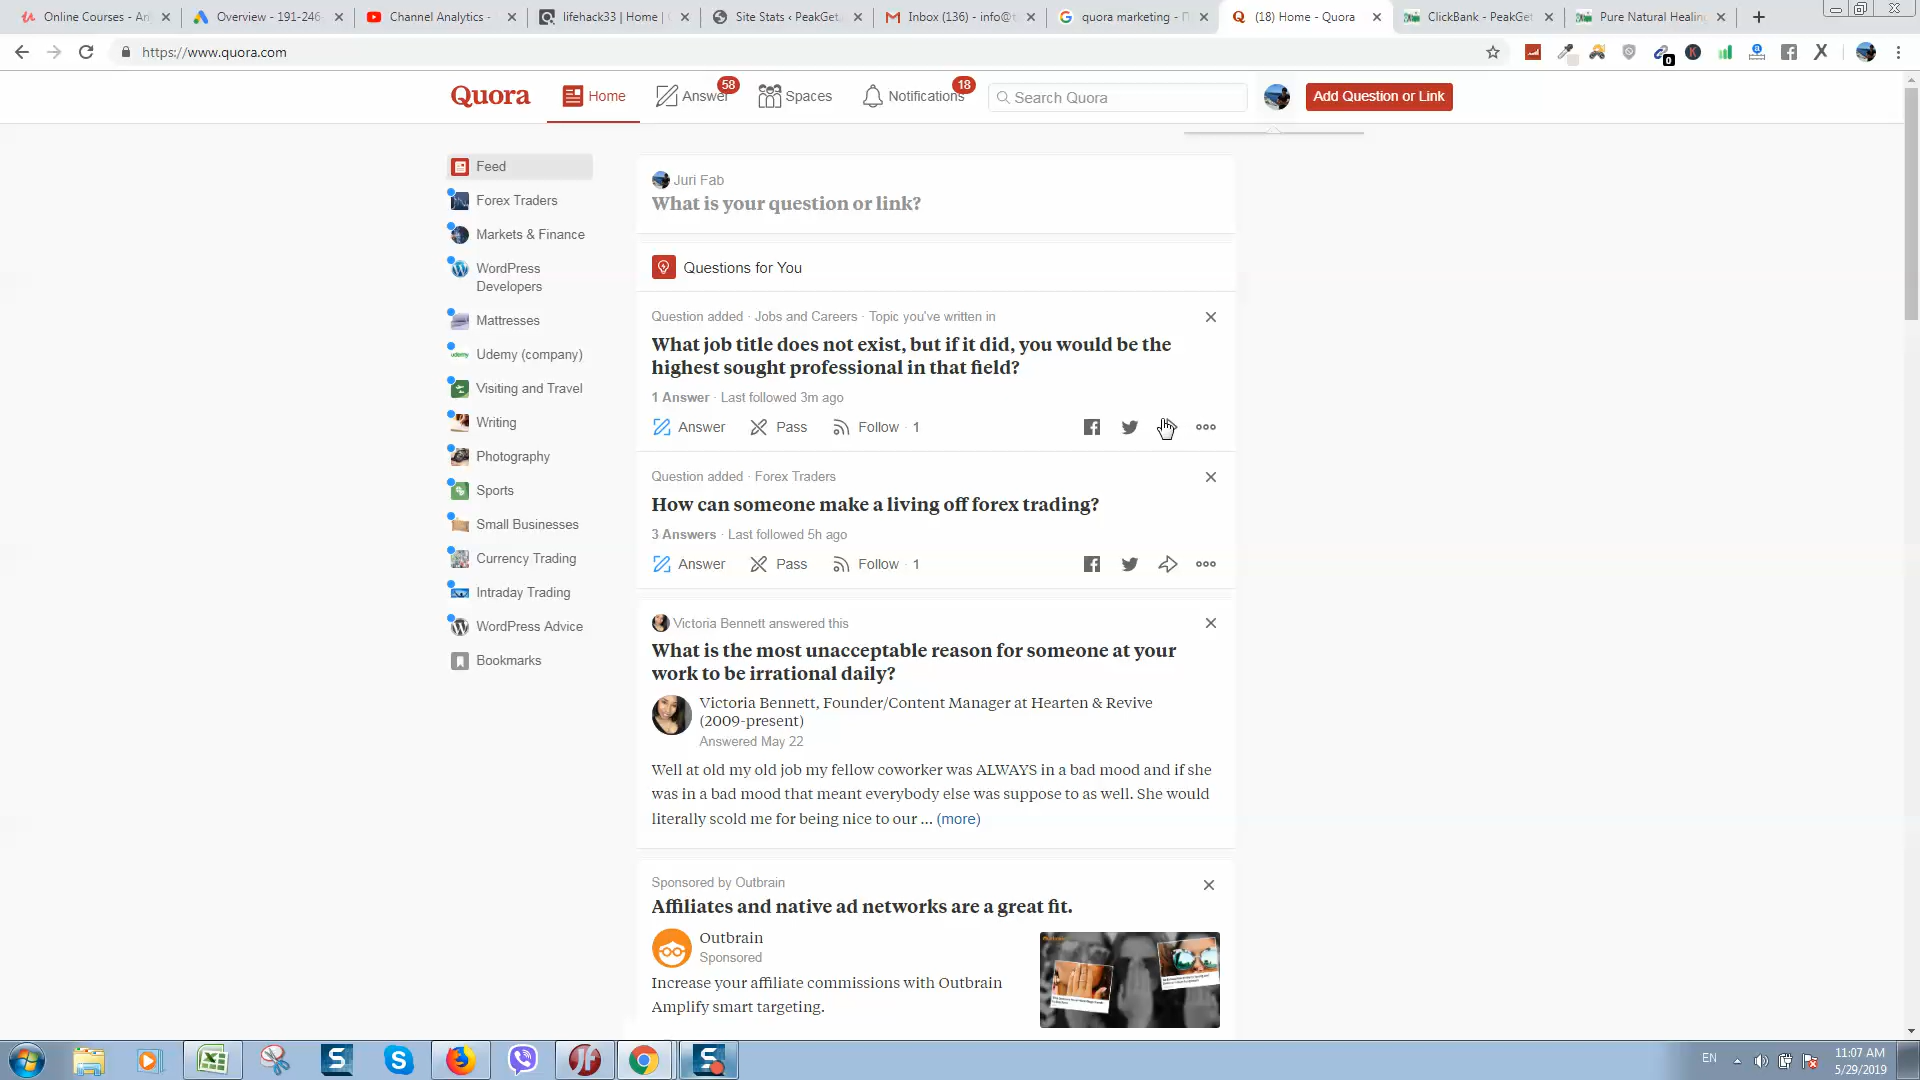 Online Courses - An
Overview - 191-246
Channel Analytics -
lifehack33 | Home |
Site Stats ‹ PeakGet
Inbox (136) - info@t
quora marketing -
(18) Home - Quora
ClickBank - PeakGet
Pure Natural Healin
https://www.quora.com
0
Quora
Home
Answer
58
Spaces
Notifications
18
Search Quora
Add Question or Link
Feed
Forex Traders
Markets & Finance
WordPress
Developers
Mattresses
Udemy (company)
Visiting and Travel
Writing
Photography
Sports
Small Businesses
Currency Trading
Intraday Trading
WordPress Advice
Bookmarks
Juri Fab
What is your question or link?
Questions for You
Question added · Jobs and Careers · Topic you've written in
What job title does not exist, but if it did, you would be the
highest sought professional in that field?
1 Answer · Last followed 3m ago
Answer Pass Follow · 1
Question added · Forex Traders
How can someone make a living off forex trading?
3 Answers · Last followed 5h ago
Answer Pass Follow · 1
Victoria Bennett answered this
What is the most unacceptable reason for someone at your
work to be irrational daily?
Victoria Bennett, Founder/Content Manager at Hearten & Revive
(2009-present)
Answered May 22
Well at old my old job my fellow coworker was ALWAYS in a bad mood and if she
was in a bad mood that meant everybody else was suppose to as well. She would
literally scold me for being nice to our ... (more)
Sponsored by Outbrain
Affiliates and native ad networks are a great fit.
Outbrain
Sponsored
Increase your affiliate commissions with Outbrain
Amplify smart targeting.
EN
11:07 AM
5/29/2019